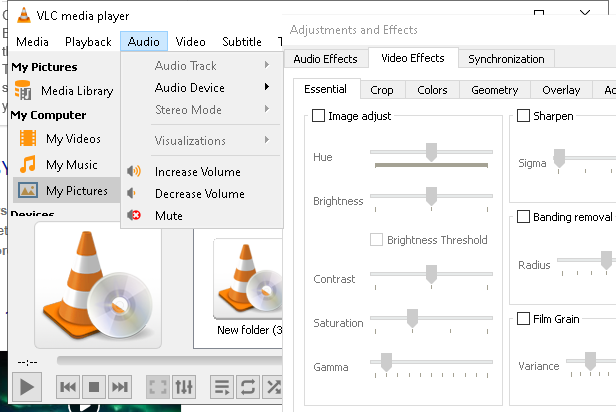 VLC media player
Media Playback Audio Video Subtitle T
My Pictures
Media Library
My Computer
My Videos
My Music
My Pictures
Devices
Audio Track
Audio Device
Stereo Mode
Visualizations
Increase Volume
Decrease Volume
Mute
New folder (3
--:--
Adjustments and Effects
Audio Effects Video Effects Synchronization
Essential Crop Colors Geometry Overlay
Image adjust
Hue
Brightness
Brightness Threshold
Contrast
Saturation
Gamma
Sharpen
Sigma
Banding removal
Radius
Film Grain
Variance